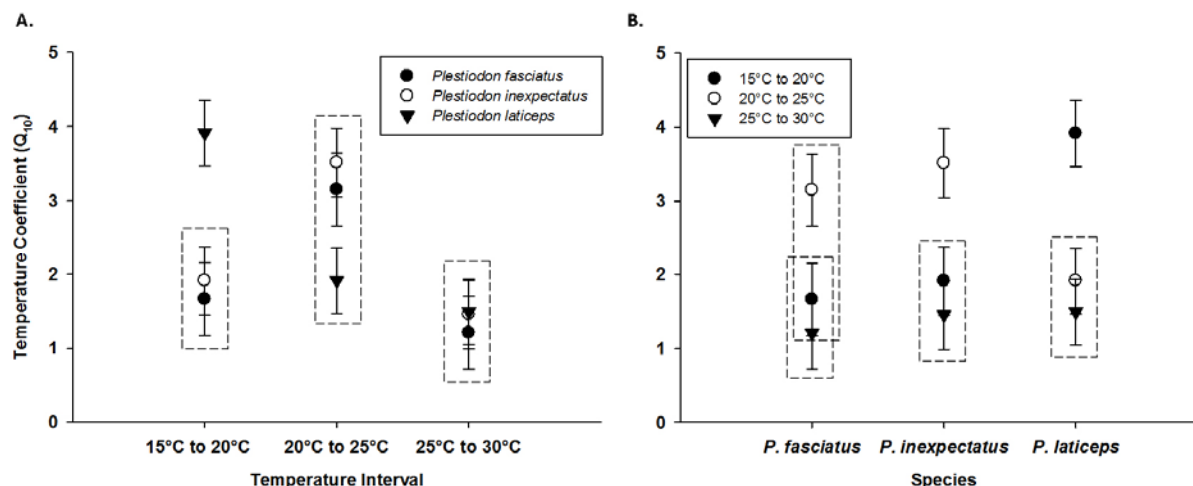 A.
5
4
3
2
1
0
Temperature Coefficient (Q10)
Plestiodon fasciatus
Plestiodon inexpectatus
Plestiodon laticeps
15°C to 20°C
20°C to 25°C
25°C to 30°C
Temperature Interval
B.
5
4
3
2
1
0
15°C to 20°C
20°C to 25°C
25°C to 30°C
P. fasciatus
P. inexpectatus
P. laticeps
Species